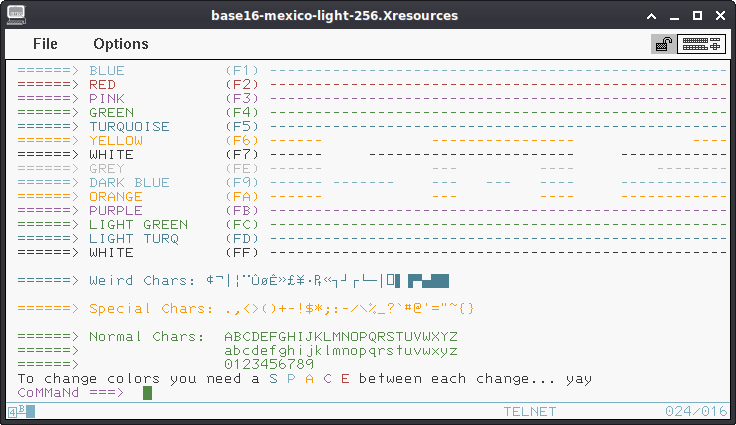 base16-mexico-light-256.Xresources
File Options
======> BLUE (F1) ---------------------------------------------------
======> RED (F2) ---------------------------------------------------
======> PINK (F3) ---------------------------------------------------
======> GREEN (F4) ---------------------------------------------------
======> TURQUOISE (F5) ---------------------------------------------------
======> YELLOW (F6) ------ ---------------- ----
======> WHITE (F7) ------ --------------------- ------------
======> GREY (F8) ------ --- --- ------------
======> DARK BLUE (F9) ----- ------- --- --- ---- ------------
======> ORANGE (FA) ------ --- ---- ------------
======> PURPLE (FB) ---------------------------------------------------
======> LIGHT GREEN (FC) ---------------------------------------------------
======> LIGHT TURQ (FD) ---------------------------------------------------
======> WHITE (FF) ---------------------------------------------------
======> Weird Chars: ¢¬|¦¨ÛøÊ»£¥·₧«┐┘┌└─│
======> Special Chars: .,<>()+-!$*;:-/\%_?`#@'="~{}
======> Normal Chars: ABCDEFGHIJKLMNOPQRSTUVWXYZ
======> abcdefghijklmnopqrstuvwxyz
======> 0123456789
To change colors you need a S P A C E between each change... yay
CoMMaNd ===>
4B TELNET 024/016